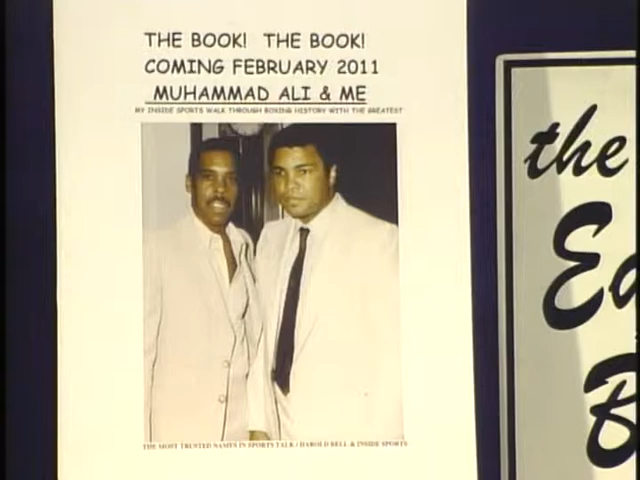 THE BOOK! THE BOOK!
COMING FEBRUARY 2011
MUHAMMAD ALI & ME
MY INSIDE SPORTS WALK THROUGH BOXING HISTORY WITH THE GREATEST
THE MOST TRUSTED NAMES IN SPORTS TALK / HAROLD BELL & INSIDE SPORTS
the
Ea
B